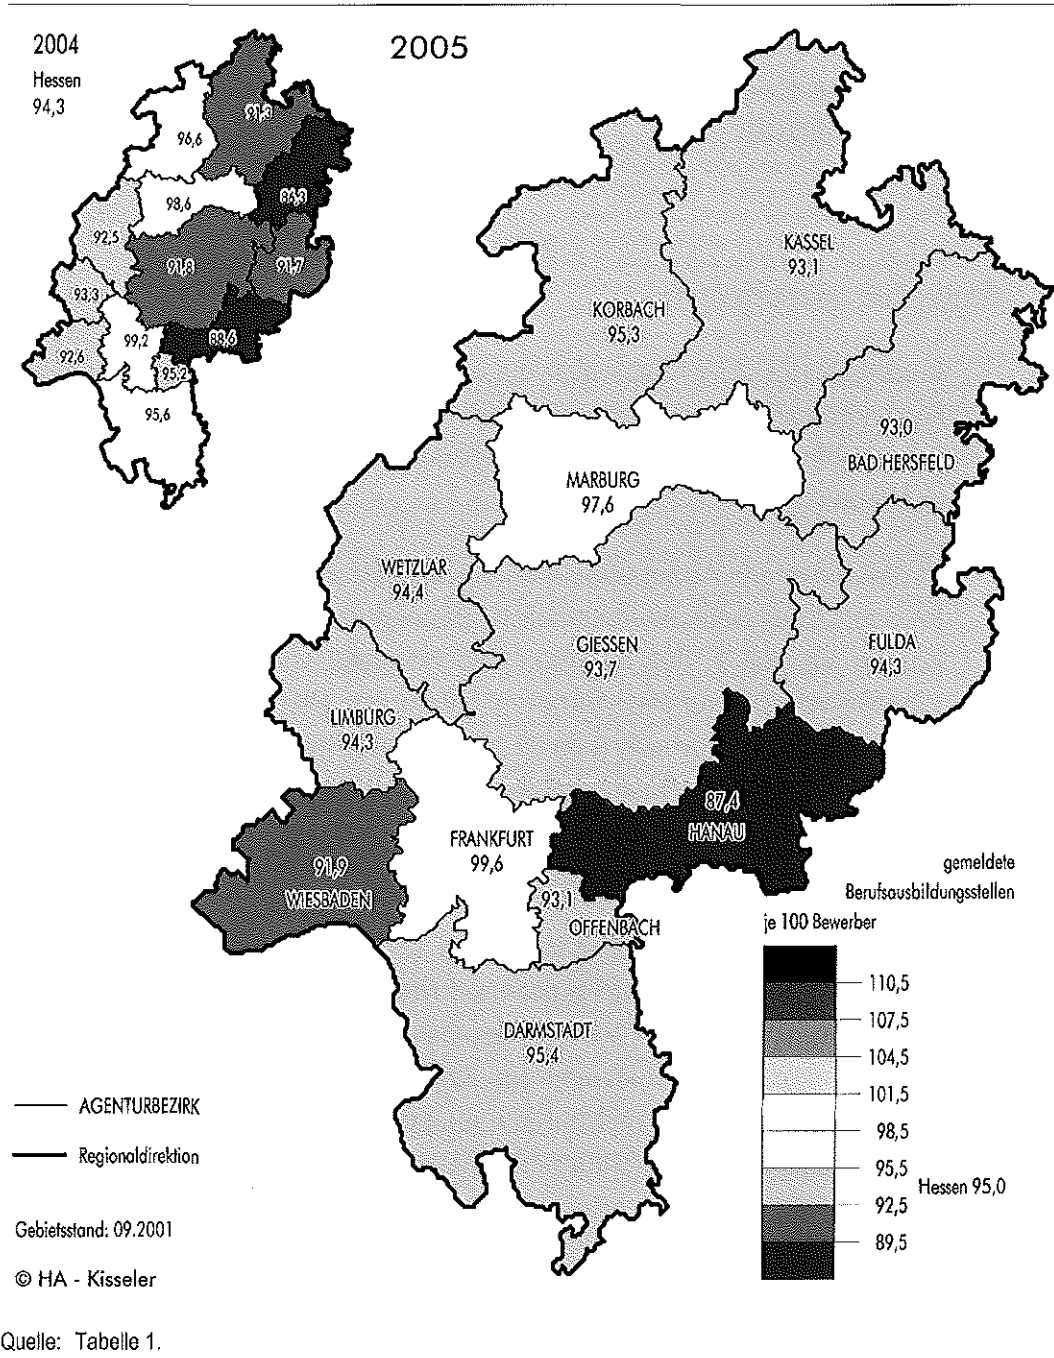 2004
Hessen
94,3
2005
91,3
96,6
86,3
98,6
92,5
91,8
91,7
93,3
99,2
88,6
92,6
95,2
95,6
KASSEL
93,1
KORBACH
95,3
93,0
BAD HERSFELD
MARBURG
97,6
WETZLAR
94,4
GIESSEN
93,7
FULDA
94,3
LIMBURG
94,3
87,4
HANAU
FRANKFURT
99,6
91,9
WIESBADEN
93,1
OFFENBACH
DARMSTADT
95,4
gemeldete
Berufsausbildungsstellen
je 100 Bewerber
110,5
107,5
104,5
101,5
98,5
95,5
Hessen 95,0
92,5
89,5
AGENTURBEZIRK
Regionaldirektion
Gebietsstand: 09.2001
© HA - Kisseler
Quelle: Tabelle 1.